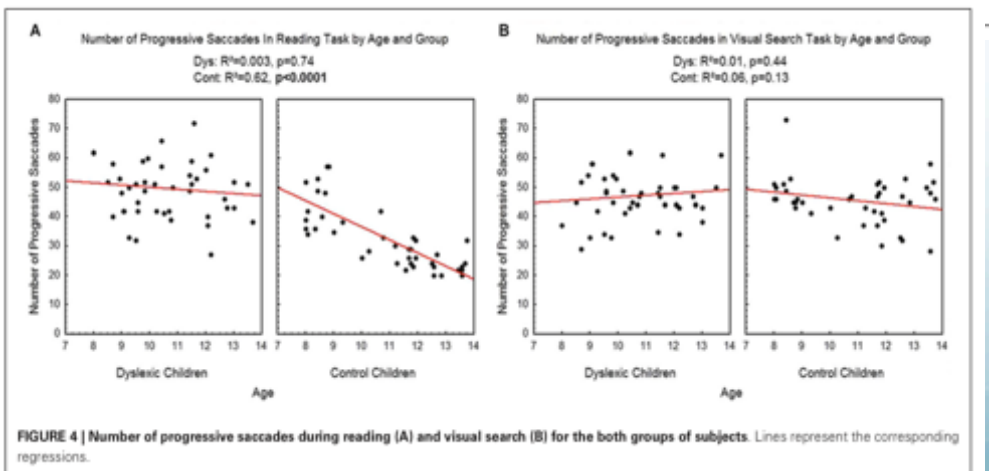 A
Number of Progressive Saccades In Reading Task by Age and Group
Dys: R²=0.003, p=0.74
Cont: R²=0.62, p<0.0001
Number of Progressive Saccades
80
70
60
50
40
30
20
10
0
7 8 9 10 11 12 13 14
7 8 9 10 11 12 13 14
Dyslexic Children
Control Children
Age
B
Number of Progressive Saccades in Visual Search Task by Age and Group
Dys: R²=0.01, p=0.44
Cont: R²=0.06, p=0.13
Number of Progressive Saccades
80
70
60
50
40
30
20
10
0
7 8 9 10 11 12 13 14
7 8 9 10 11 12 13 14
Dyslexic Children
Control Children
Age
FIGURE 4 | Number of progressive saccades during reading (A) and visual search (B) for the both groups of subjects. Lines represent the corresponding
regressions.